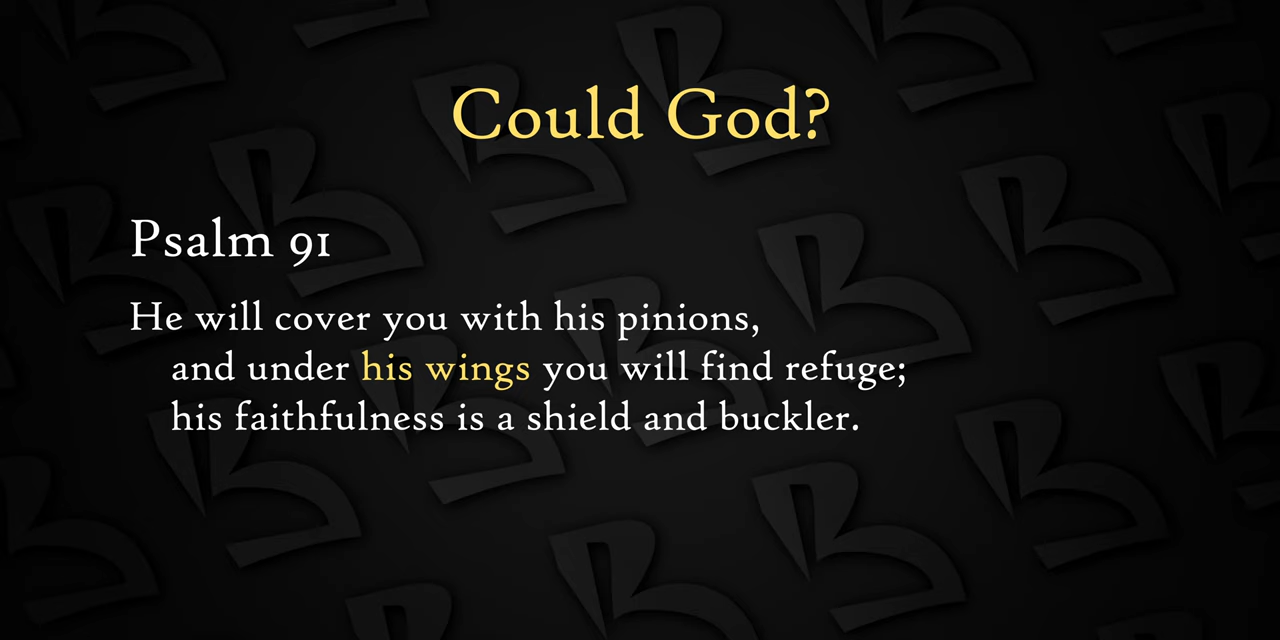 Could God?
Psalm 91
He will cover you with his pinions,
and under his wings you will find refuge;
his faithfulness is a shield and buckler.